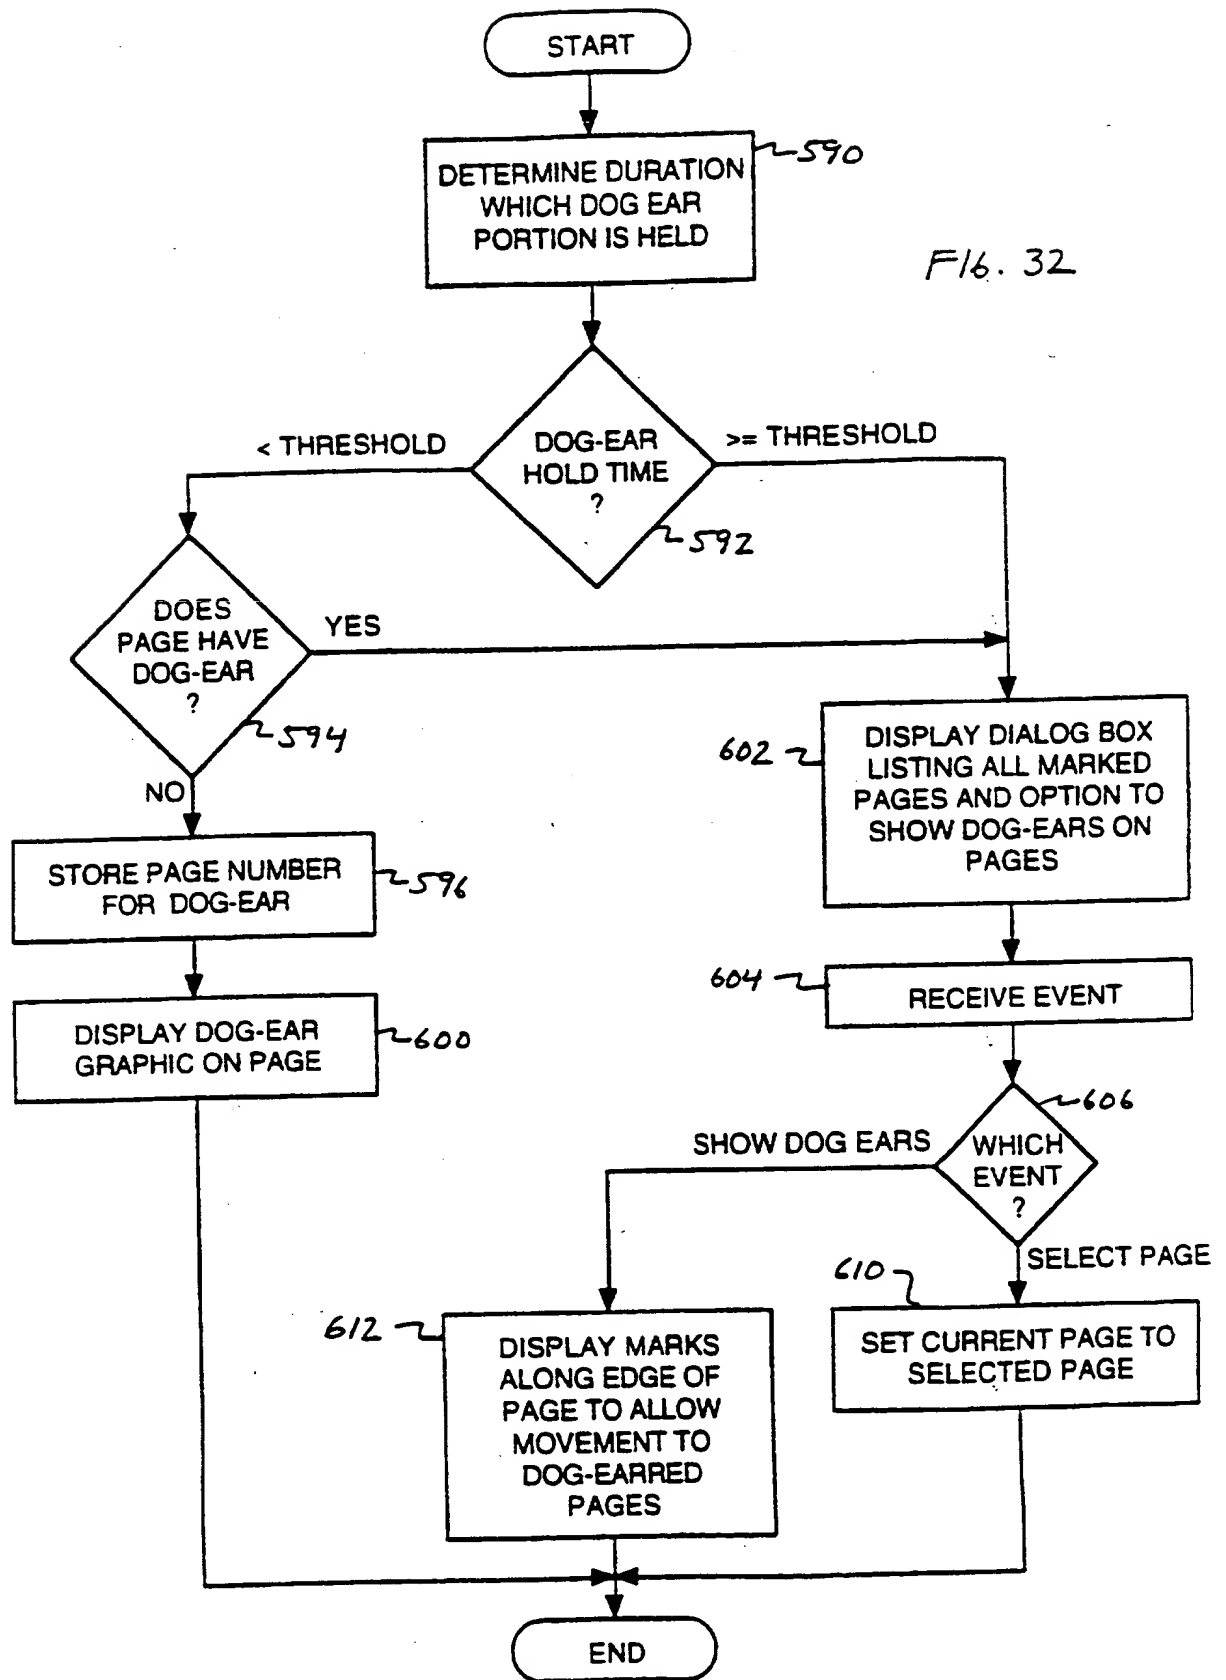 START
590
DETERMINE DURATION
WHICH DOG EAR
PORTION IS HELD
FIG. 32
< THRESHOLD
DOG-EAR
HOLD TIME
?
>= THRESHOLD
592
DOES
PAGE HAVE
DOG-EAR
?
YES
594
NO
602
DISPLAY DIALOG BOX
LISTING ALL MARKED
PAGES AND OPTION TO
SHOW DOG-EARS ON
PAGES
STORE PAGE NUMBER
FOR DOG-EAR
596
604
RECEIVE EVENT
DISPLAY DOG-EAR
GRAPHIC ON PAGE
600
606
SHOW DOG EARS
WHICH
EVENT
?
SELECT PAGE
610
SET CURRENT PAGE TO
SELECTED PAGE
612
DISPLAY MARKS
ALONG EDGE OF
PAGE TO ALLOW
MOVEMENT TO
DOG-EARRED
PAGES
END